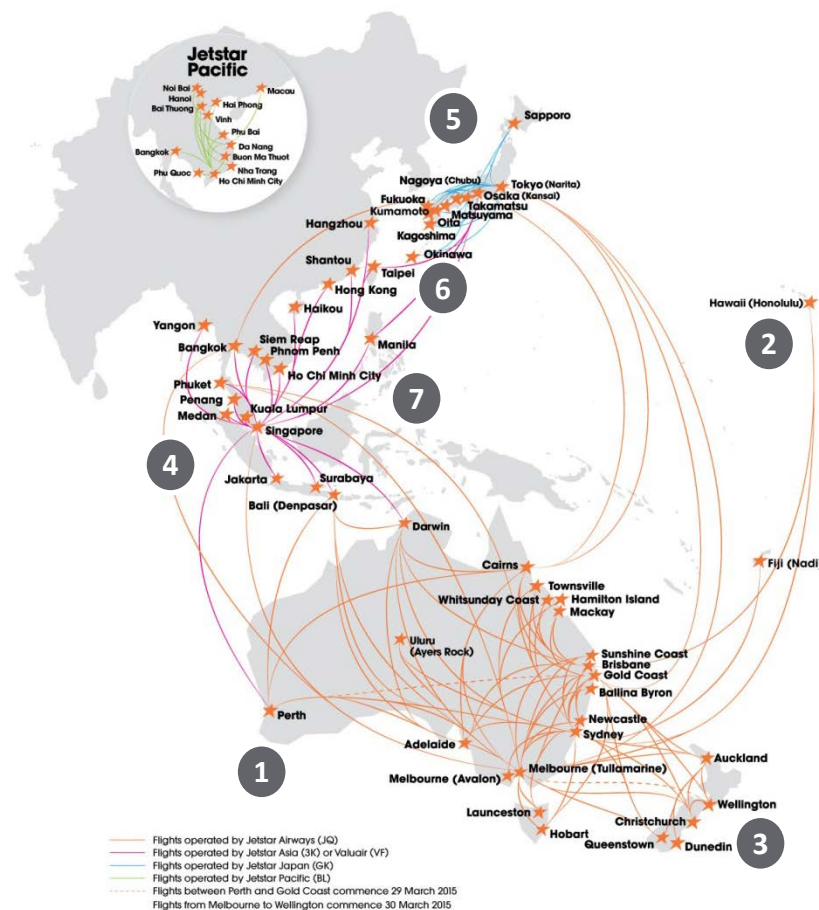 Jetstar
Pacific
Noi Bai
Hanoi
Bai Thuong
Macau
Hai Phong
Vinh
Phu Bai
Da Nang
Bangkok
Buon Ma Thuot
Nha Trang
Phu Quoc
Ho Chi Minh City
5
Sapporo
Nagoya (Chubu)
Tokyo (Narita)
Osaka (Kansai)
Fukuoka
Takamatsu
Kumamoto
Matsuyama
Oita
Hangzhou
Kagoshima
Okinawa
Shantou
Taipei
6
Hong Kong
Hawaii (Honolulu)
2
Haikou
Yangon
Siem Reap
Manila
Bangkok
Phnom Penh
Ho Chi Minh City
Phuket
7
Penang
Kuala Lumpur
Medan
Singapore
4
Jakarta
Surabaya
Bali (Denpasar)
Darwin
Cairns
Fiji (Nadi
Townsville
Whitsunday Coast
Hamilton Island
Mackay
Uluru
(Ayers Rock)
Sunshine Coast
Brisbane
Gold Coast
Ballina Byron
Perth
Newcastle
Sydney
Adelaide
1
Melbourne (Avalon)
Melbourne (Tullamarine)
Auckland
Wellington
Launceston
Christchurch
Hobart
Queenstown
Dunedin
3
Flights operated by Jetstar Airways (JQ)
Flights operated by Jetstar Asia (3K) or Valuair (VF)
Flights operated by Jetstar Japan (GK)
Flights operated by Jetstar Pacific (BL)
Flights between Perth and Gold Coast commence 29 March 2015
Flights from Melbourne to Wellington commence 30 March 2015